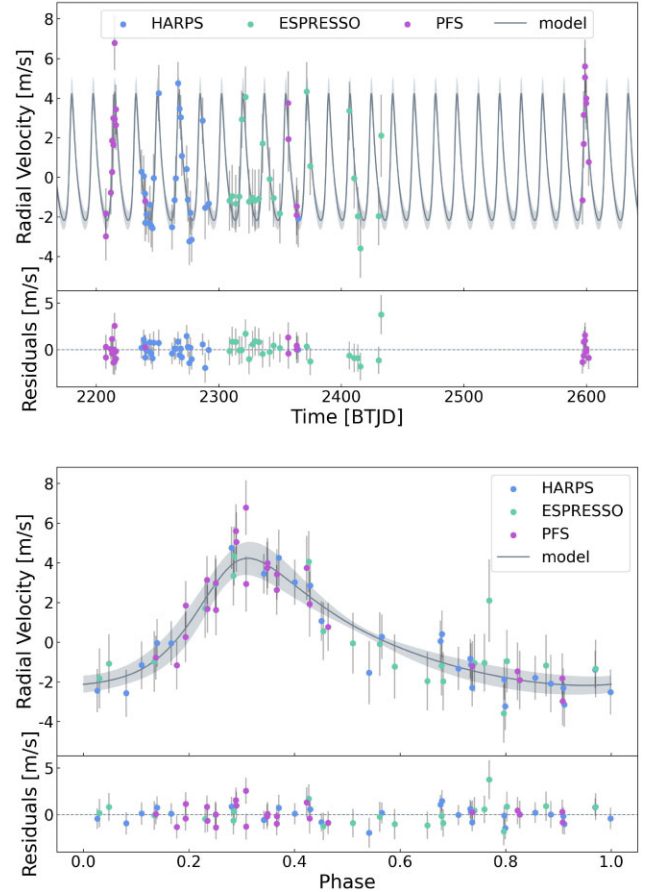 HARPS ESPRESSO PFS model
8
6
4
2
0
-2
-4
Radial Velocity [m/s]
5
0
Residuals [m/s]
2200 2300 2400 2500 2600
Time [BTJD]
HARPS
ESPRESSO
PFS
model
8
6
4
2
0
-2
-4
Radial Velocity [m/s]
5
0
Residuals [m/s]
0.0 0.2 0.4 0.6 0.8 1.0
Phase